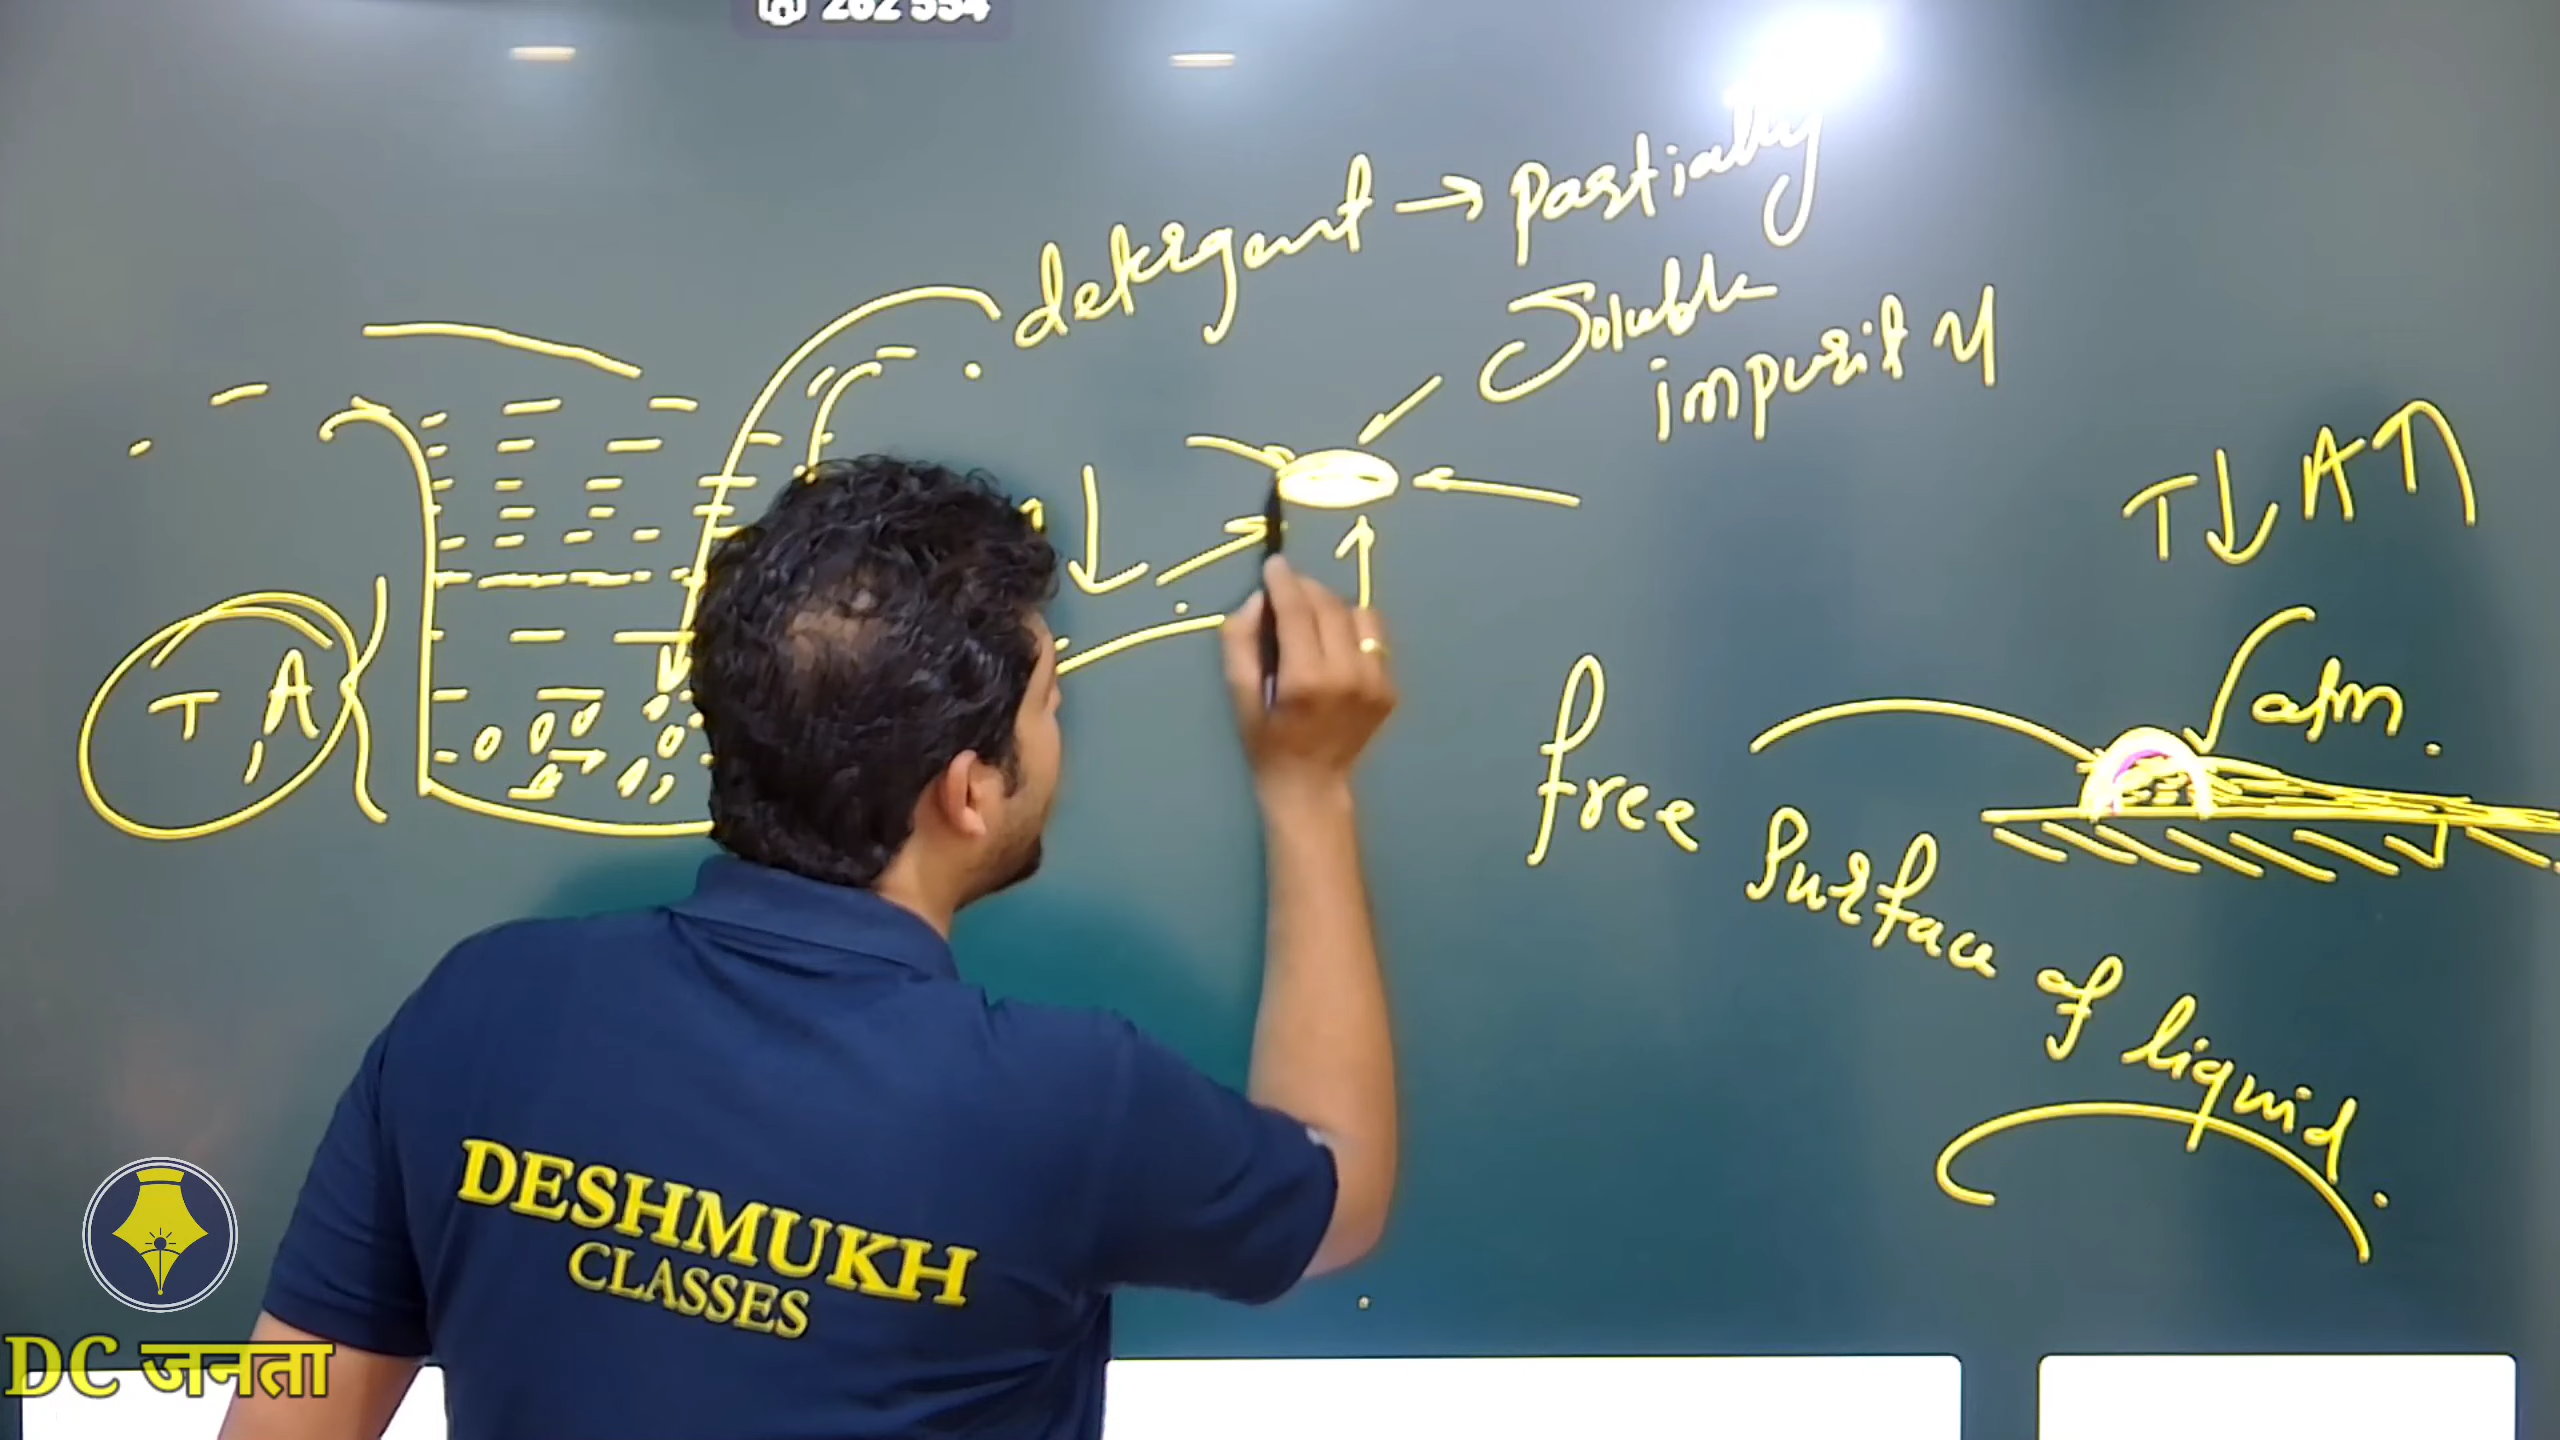 262 554
detergent → partially
Soluble
impurity
T↓ A↑
T, A
atm.
free surface of liquid.
DESHMUKH
CLASSES
DC जनता